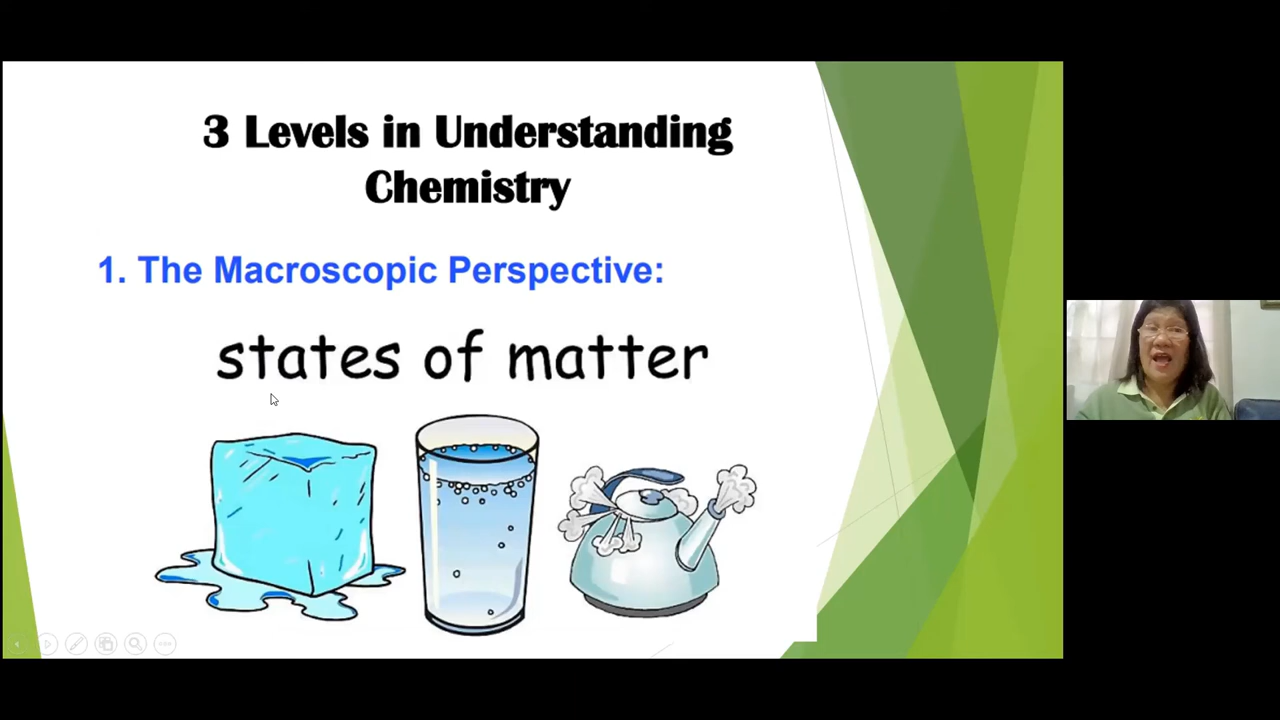 3 Levels in Understanding
Chemistry
1. The Macroscopic Perspective:
states of matter